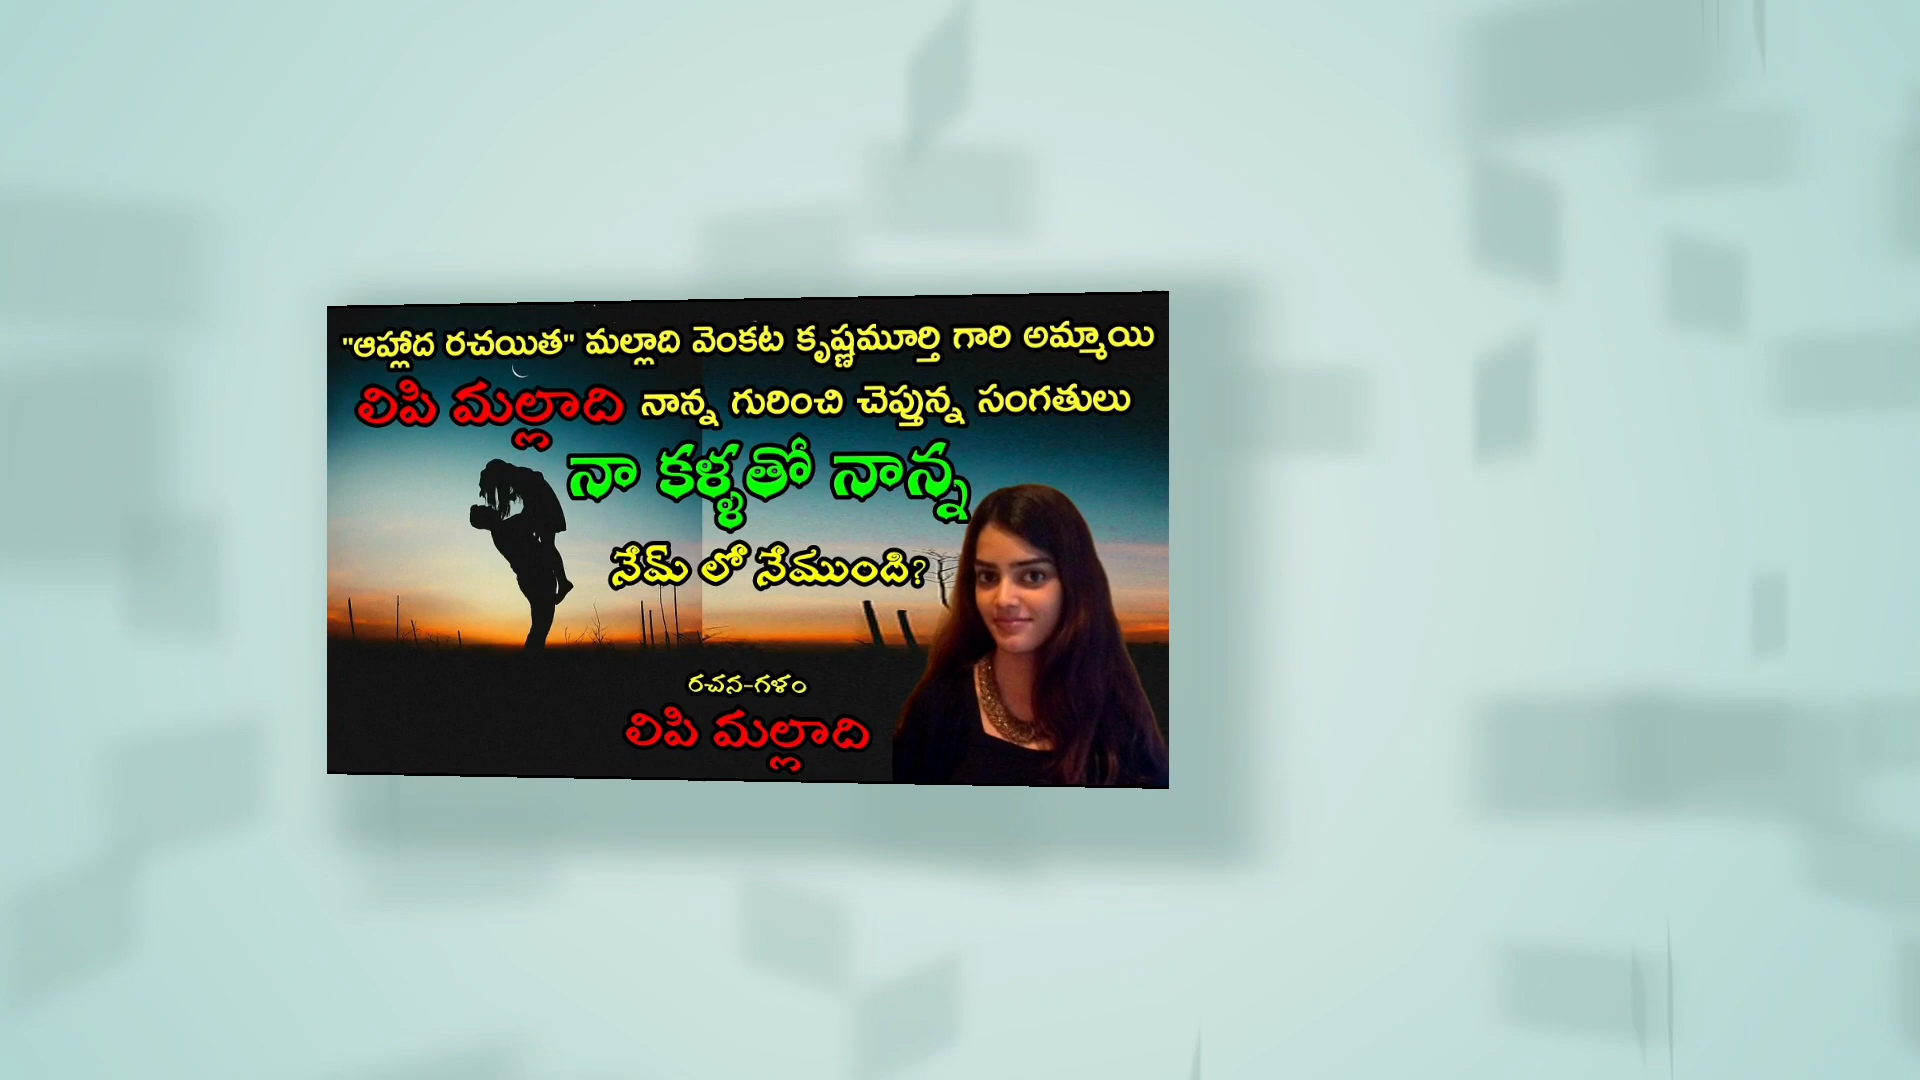 "ఆహ్లాద రచయిత" మల్లాది వెంకట కృష్ణమూర్తి గారి అమ్మాయి
లిపి మల్లాది నాన్న గురించి చెప్తున్న సంగతులు
నా కళ్ళతో నాన్న
నేమ్ లో నేముంది?
రచన-గళం
లిపి మల్లాది